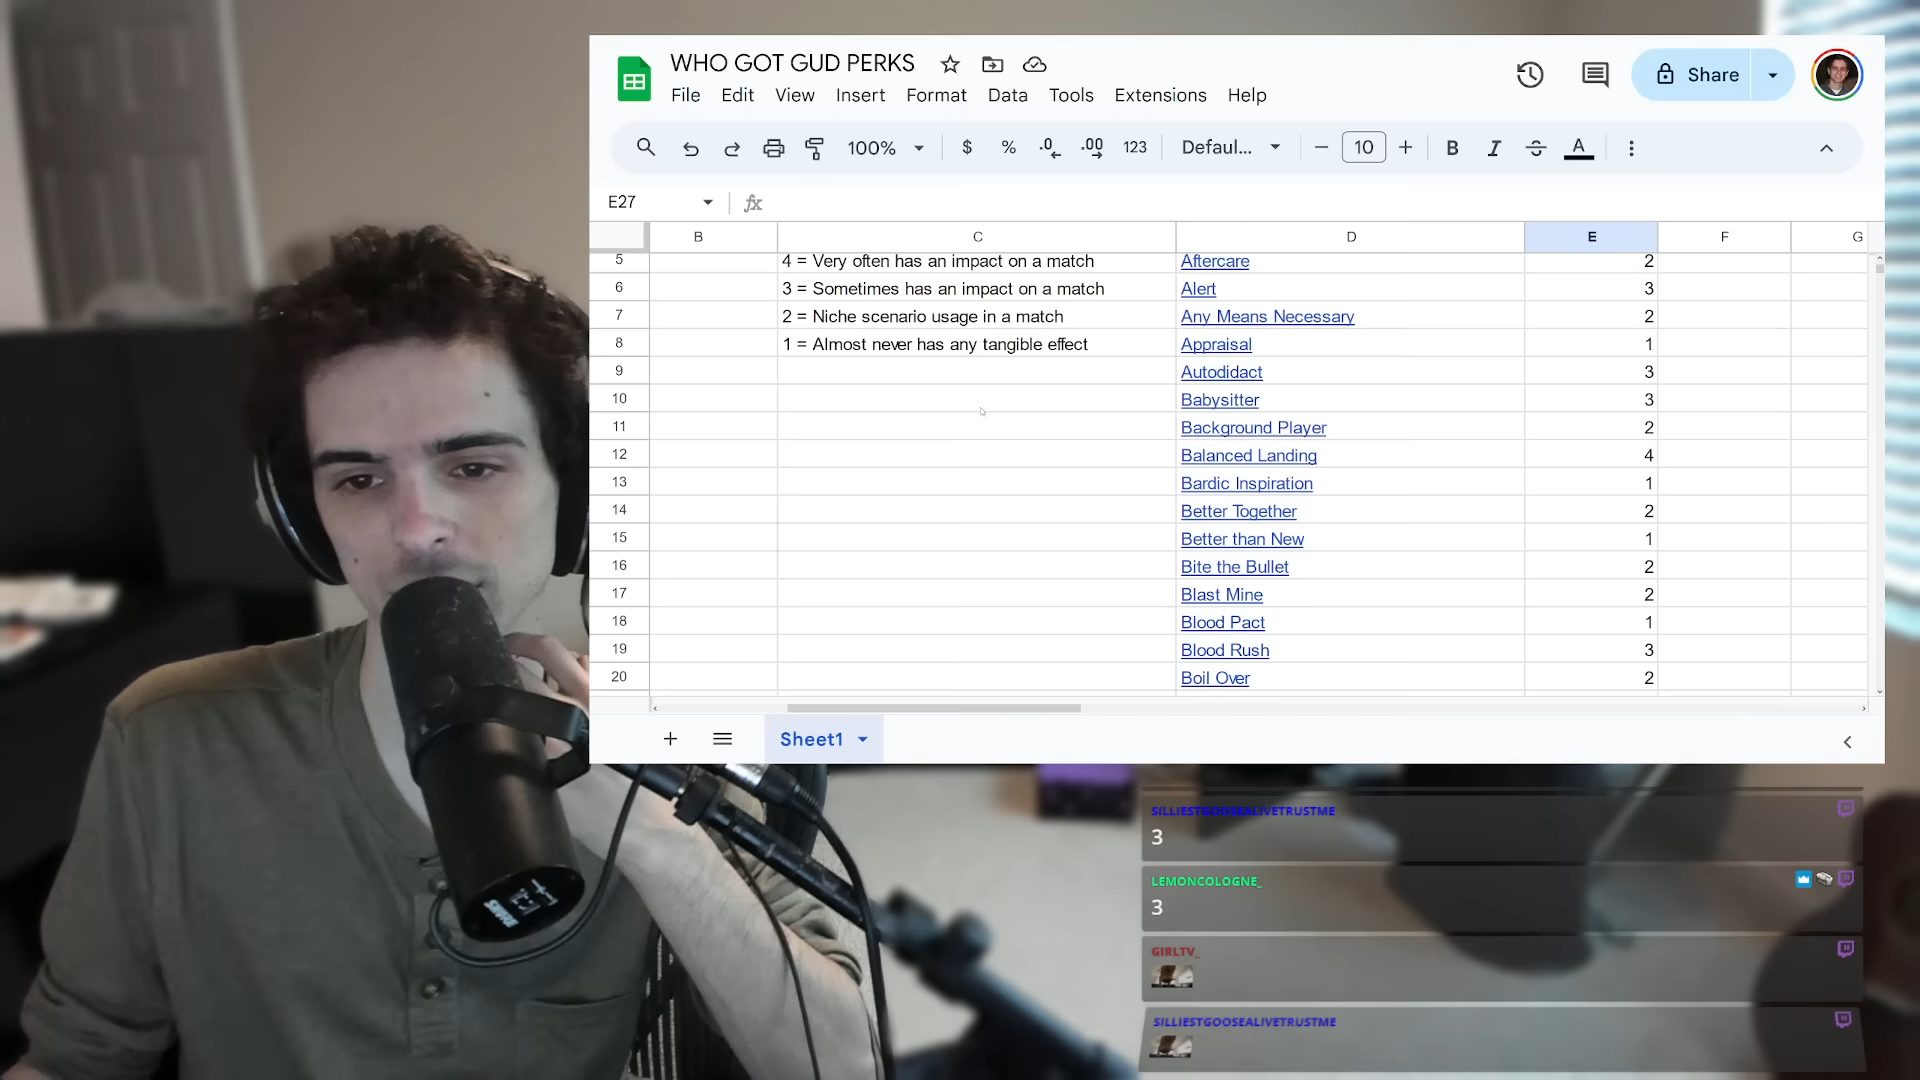 WHO GOT GUD PERKS
Share
File Edit View Insert Format Data Tools Extensions Help
100% $ % .0 .00 123 Defaul... 10 B I A
E27 fx
B C D E F G
5 4 = Very often has an impact on a match Aftercare 2
6 3 = Sometimes has an impact on a match Alert 3
7 2 = Niche scenario usage in a match Any Means Necessary 2
8 1 = Almost never has any tangible effect Appraisal 1
9 Autodidact 3
10 Babysitter 3
11 Background Player 2
12 Balanced Landing 4
13 Bardic Inspiration 1
14 Better Together 2
15 Better than New 1
16 Bite the Bullet 2
17 Blast Mine 2
18 Blood Pact 1
19 Blood Rush 3
20 Boil Over 2
Sheet1
SILLIESTGOOSEALIVETRUSTME
3
LEMONCOLOGNE_
3
GIRLTV_
SILLIESTGOOSEALIVETRUSTME
SHURE